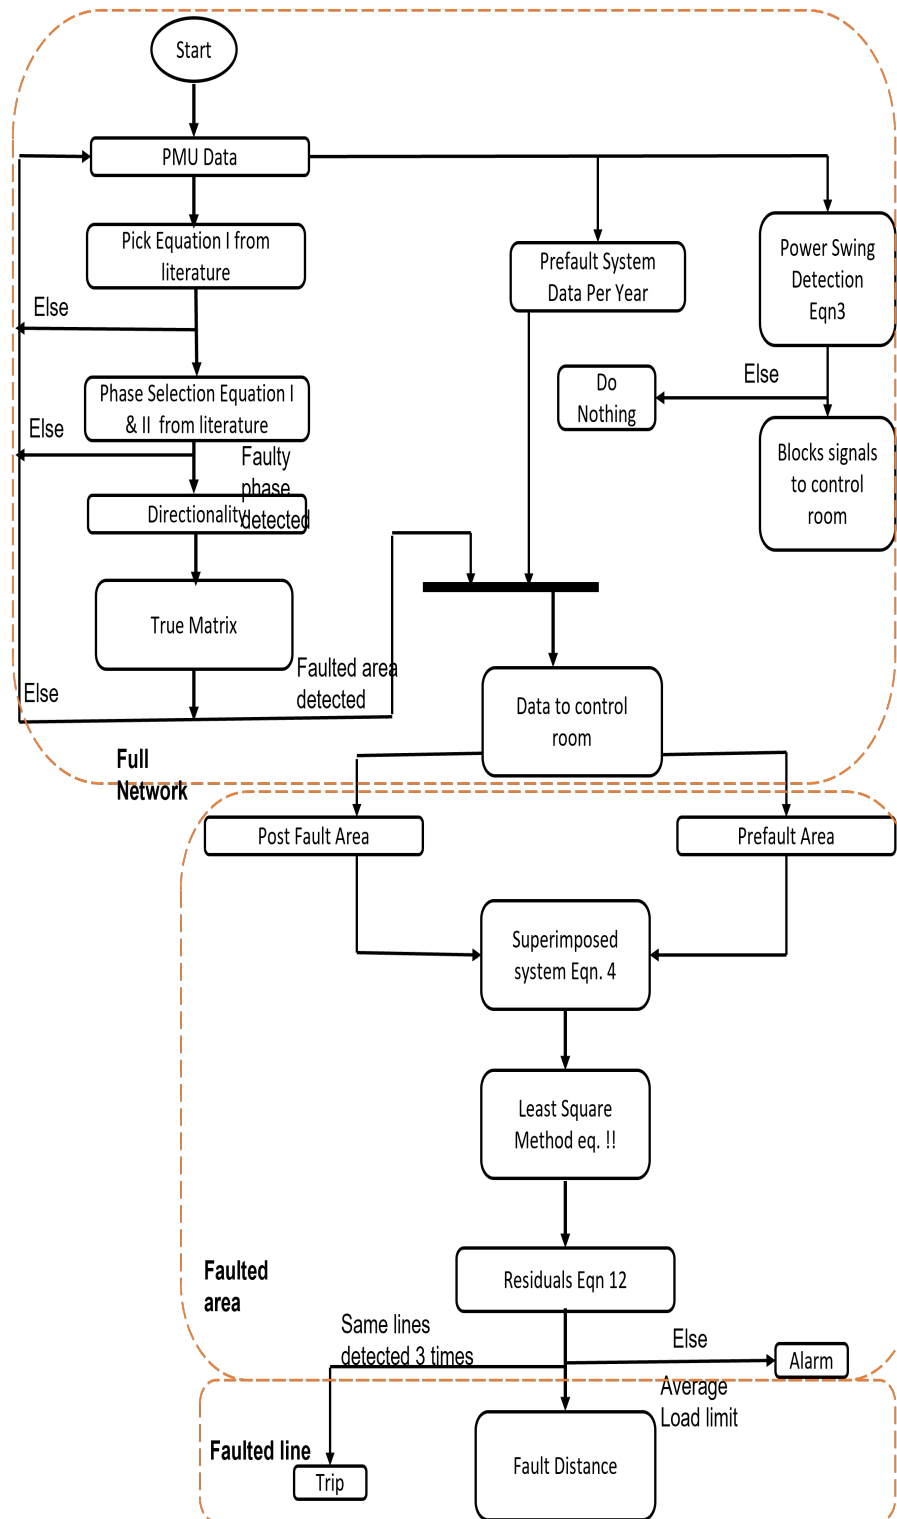 Start
PMU Data
Pick Equation I from
literature
Prefault System
Data Per Year
Power Swing
Detection
Eqn3
Else
Phase Selection Equation I
& II  from literature
Do
Nothing
Else
Else
Faulty
phase
detected
Blocks signals
to control
room
Directionality
True Matrix
Faulted area
detected
Else
Data to control
room
Full
Network
Post Fault Area
Prefault Area
Superimposed
system Eqn. 4
Least Square
Method eq. !!
Residuals Eqn 12
Faulted
area
Same lines
detected 3 times
Else
Alarm
Average
Load limit
Faulted line
Trip
Fault Distance